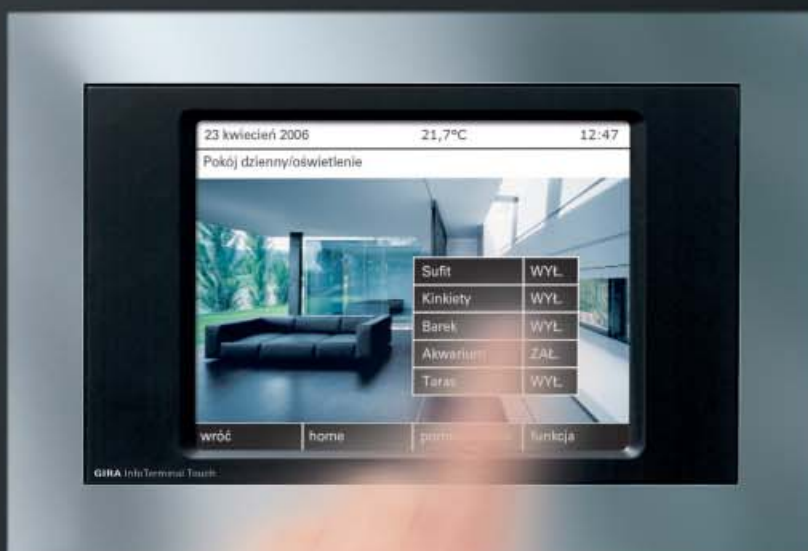 23 kwiecień 2006 21,7°C 12:47
Pokój dzienny/oświetlenie
Sufit WYŁ.
Kinkiety WYŁ.
Barek WYŁ.
Akwarium ZAŁ.
Taras WYŁ.
wróć home funkcja
GIRA InfoTerminal Touch